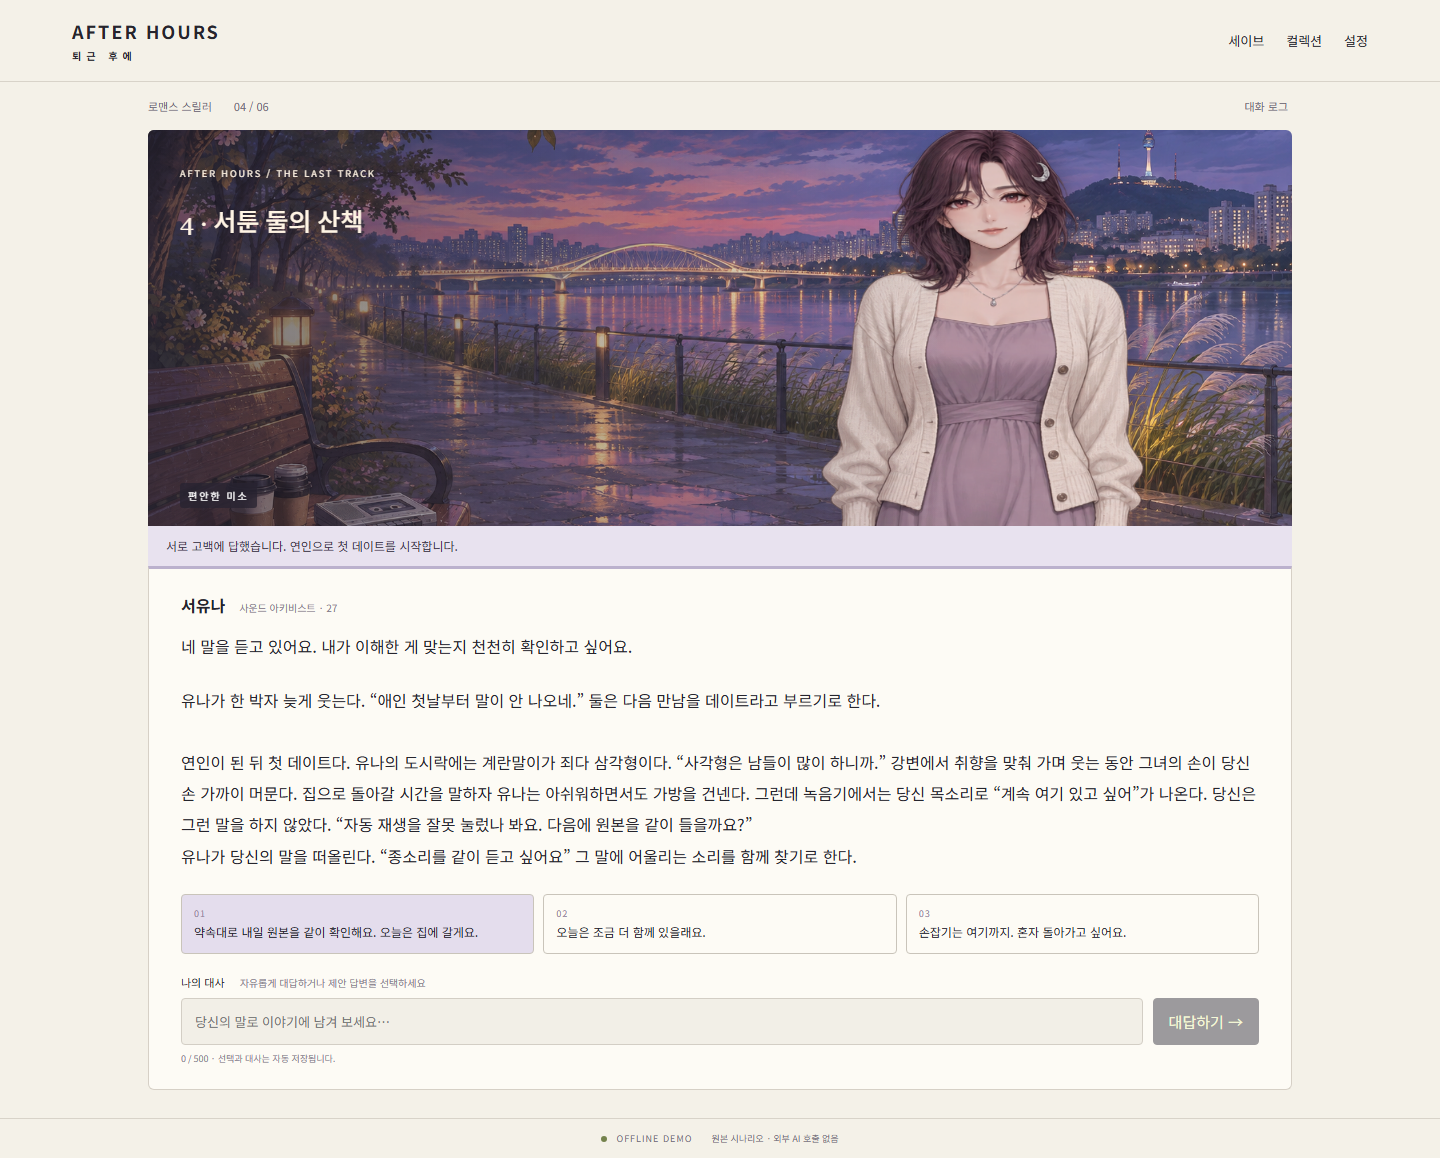 AFTER HOURS
퇴근 후에
세이브 컬렉션 설정
로맨스 스릴러 04 / 06
대화 로그
AFTER HOURS / THE LAST TRACK
4 · 서툰 둘의 산책
편안한 미소
서로 고백에 답했습니다. 연인으로 첫 데이트를 시작합니다.
서유나 사운드 아키비스트 · 27
네 말을 듣고 있어요. 내가 이해한 게 맞는지 천천히 확인하고 싶어요.
유나가 한 박자 늦게 웃는다. “애인 첫날부터 말이 안 나오네.” 둘은 다음 만남을 데이트라고 부르기로 한다.
연인이 된 뒤 첫 데이트다. 유나의 도시락에는 계란말이가 죄다 삼각형이다. “사각형은 남들이 많이 하니까.” 강변에서 취향을 맞춰 가며 웃는 동안 그녀의 손이 당신
손 가까이 머문다. 집으로 돌아갈 시간을 말하자 유나는 아쉬워하면서도 가방을 건넨다. 그런데 녹음기에서는 당신 목소리로 “계속 여기 있고 싶어”가 나온다. 당신은
그런 말을 하지 않았다. “자동 재생을 잘못 눌렀나 봐요. 다음에 원본을 같이 들을까요?”
유나가 당신의 말을 떠올린다. “종소리를 같이 듣고 싶어요” 그 말에 어울리는 소리를 함께 찾기로 한다.
01
약속대로 내일 원본을 같이 확인해요. 오늘은 집에 갈게요.
02
오늘은 조금 더 함께 있을래요.
03
손잡기는 여기까지. 혼자 돌아가고 싶어요.
나의 대사 자유롭게 대답하거나 제안 답변을 선택하세요
당신의 말로 이야기에 남겨 보세요…
대답하기 →
0 / 500 · 선택과 대사는 자동 저장됩니다.
OFFLINE DEMO 원본 시나리오 · 외부 AI 호출 없음